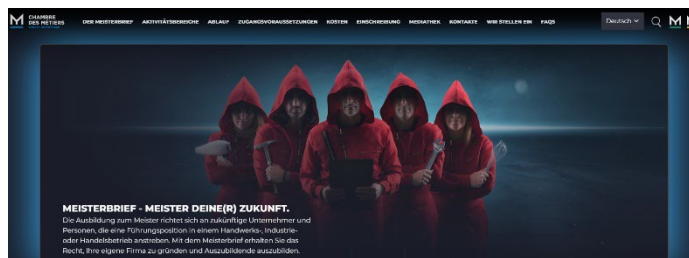 CHAMBRE
DES MÉTIERS
DER MEISTERBRIEF AKTIVITÄTSBEREICHE ABLAUF ZUGANGSVORAUSSETZUNGEN KOSTEN EINSCHREIBUNG MEDIATHEK KONTAKTE WIR STELLEN EIN FAQS
Deutsch
MEISTERBRIEF - MEISTER DEINE(R) ZUKUNFT.
Die Ausbildung zum Meister richtet sich an zukünftige Unternehmer und
Personen, die eine Führungsposition in einem Handwerks-, Industrie-
oder Handelsbetrieb anstreben. Mit dem Meisterbrief erhalten Sie das
Recht, Ihre eigene Firma zu gründen und Auszubildende auszubilden.